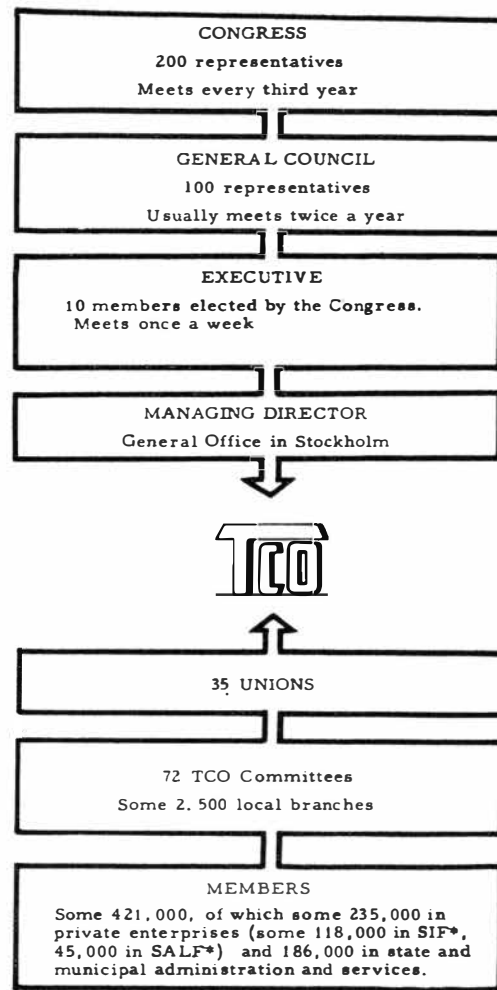 CONGRESS
200 representatives
Meets every third year
GENERAL COUNCIL
100 representatives
Usually meets twice a year
EXECUTIVE
10 members elected by the Congress.
Meets once a week
MANAGING DIRECTOR
General Office in Stockholm
TCO
35 UNIONS
72 TCO Committees
Some 2,500 local branches
MEMBERS
Some 421,000, of which some 235,000 in
private enterprises (some 118,000 in SIF*,
45,000 in SALF*) and 186,000 in state and
municipal administration and services.